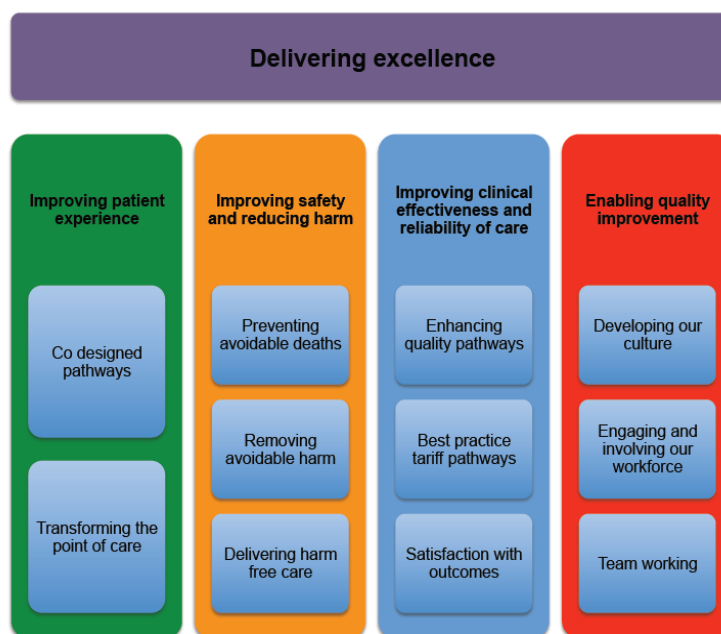 Delivering excellence
Improving patient
experience
Co designed
pathways
Transforming the
point of care
Improving safety
and reducing harm
Preventing
avoidable deaths
Removing
avoidable harm
Delivering harm
free care
Improving clinical
effectiveness and
reliability of care
Enhancing
quality pathways
Best practice
tariff pathways
Satisfaction with
outcomes
Enabling quality
improvement
Developing our
culture
Engaging and
involving our
workforce
Team working